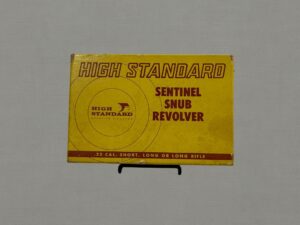 HIGH STANDARD
SENTINEL
SNUB
REVOLVER
HIGH
STANDARD
.22 CAL. SHORT, LONG OR LONG RIFLE